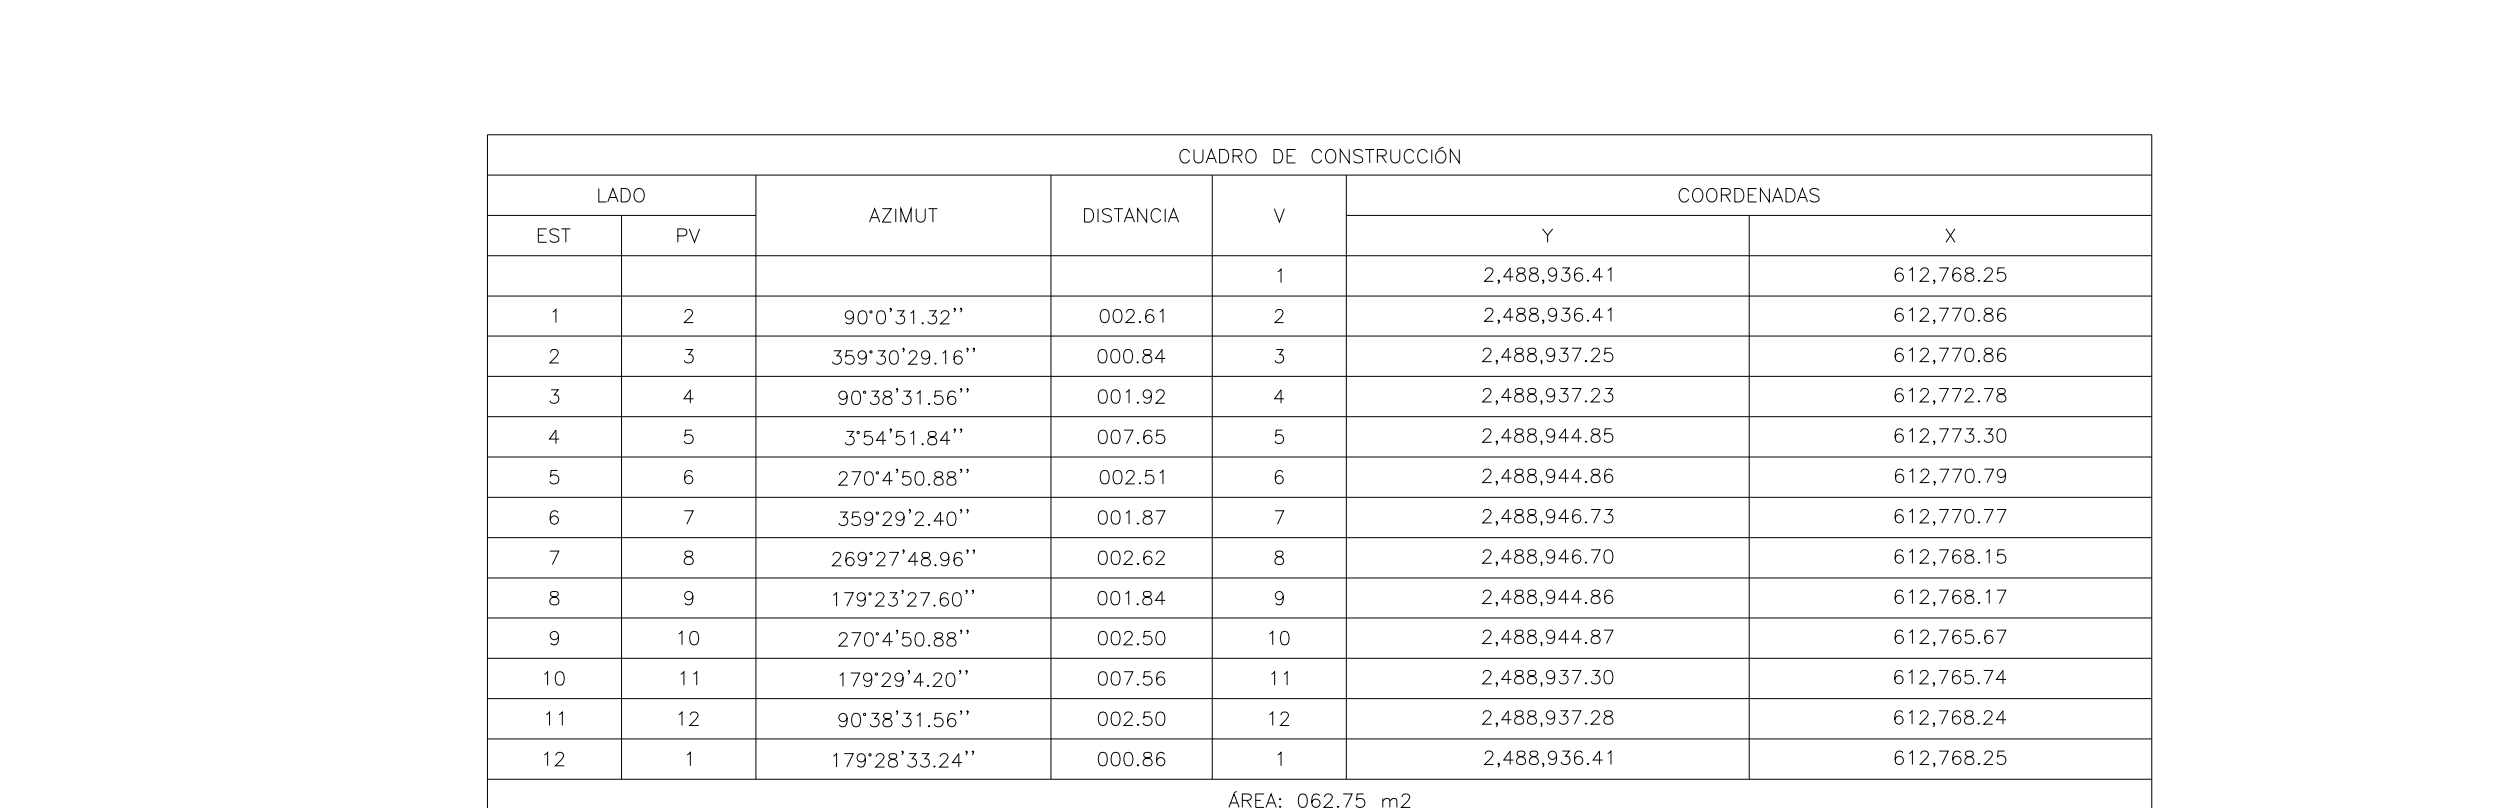 CUADRO DE CONSTRUCCIÓN
LADO AZIMUT DISTANCIA V COORDENADAS
EST PV Y X
1 2,488,936.41 612,768.25
1 2 90°0'31.32'' 002.61 2 2,488,936.41 612,770.86
2 3 359°30'29.16'' 000.84 3 2,488,937.25 612,770.86
3 4 90°38'31.56'' 001.92 4 2,488,937.23 612,772.78
4 5 3°54'51.84'' 007.65 5 2,488,944.85 612,773.30
5 6 270°4'50.88'' 002.51 6 2,488,944.86 612,770.79
6 7 359°29'2.40'' 001.87 7 2,488,946.73 612,770.77
7 8 269°27'48.96'' 002.62 8 2,488,946.70 612,768.15
8 9 179°23'27.60'' 001.84 9 2,488,944.86 612,768.17
9 10 270°4'50.88'' 002.50 10 2,488,944.87 612,765.67
10 11 179°29'4.20'' 007.56 11 2,488,937.30 612,765.74
11 12 90°38'31.56'' 002.50 12 2,488,937.28 612,768.24
12 1 179°28'33.24'' 000.86 1 2,488,936.41 612,768.25
ÁREA: 062.75 m2